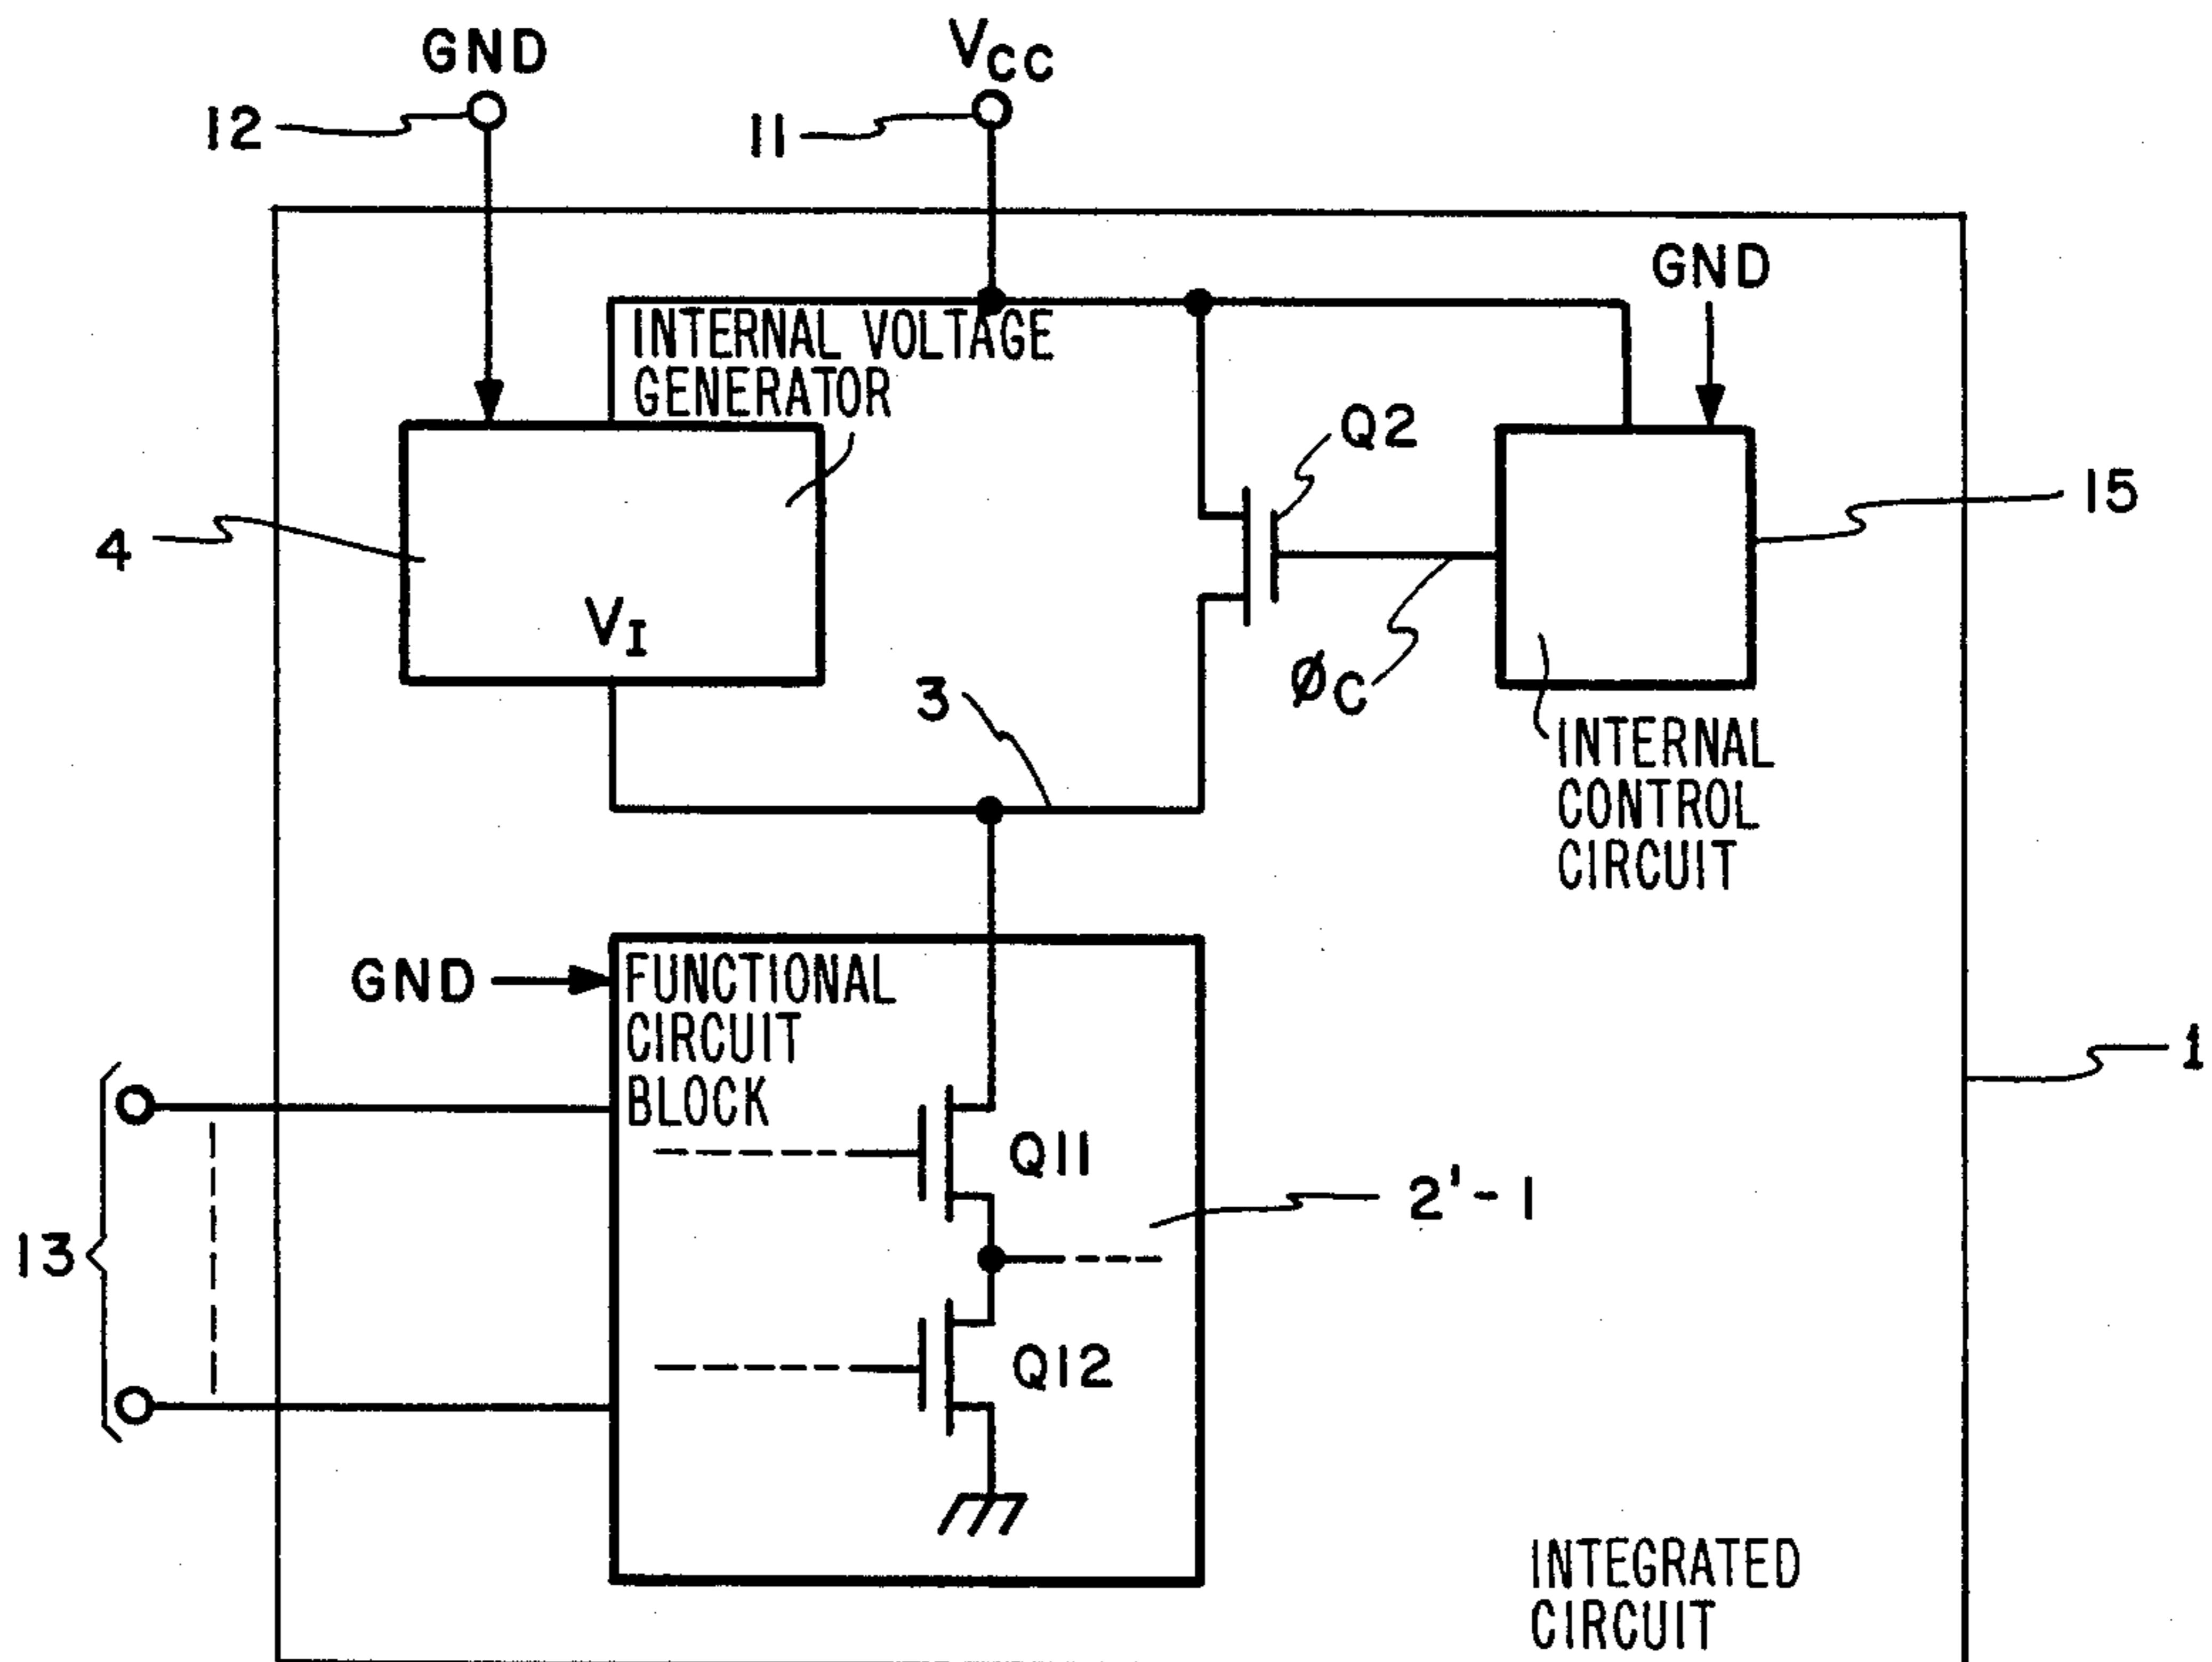 GND
VCC
12
11
GND
INTERNAL VOLTAGE
GENERATOR
Q2
15
4
VI
3
ØC
INTERNAL
CONTROL
CIRCUIT
GND
FUNCTIONAL
CIRCUIT
BLOCK
1
Q11
2'-1
13
Q12
INTEGRATED
CIRCUIT